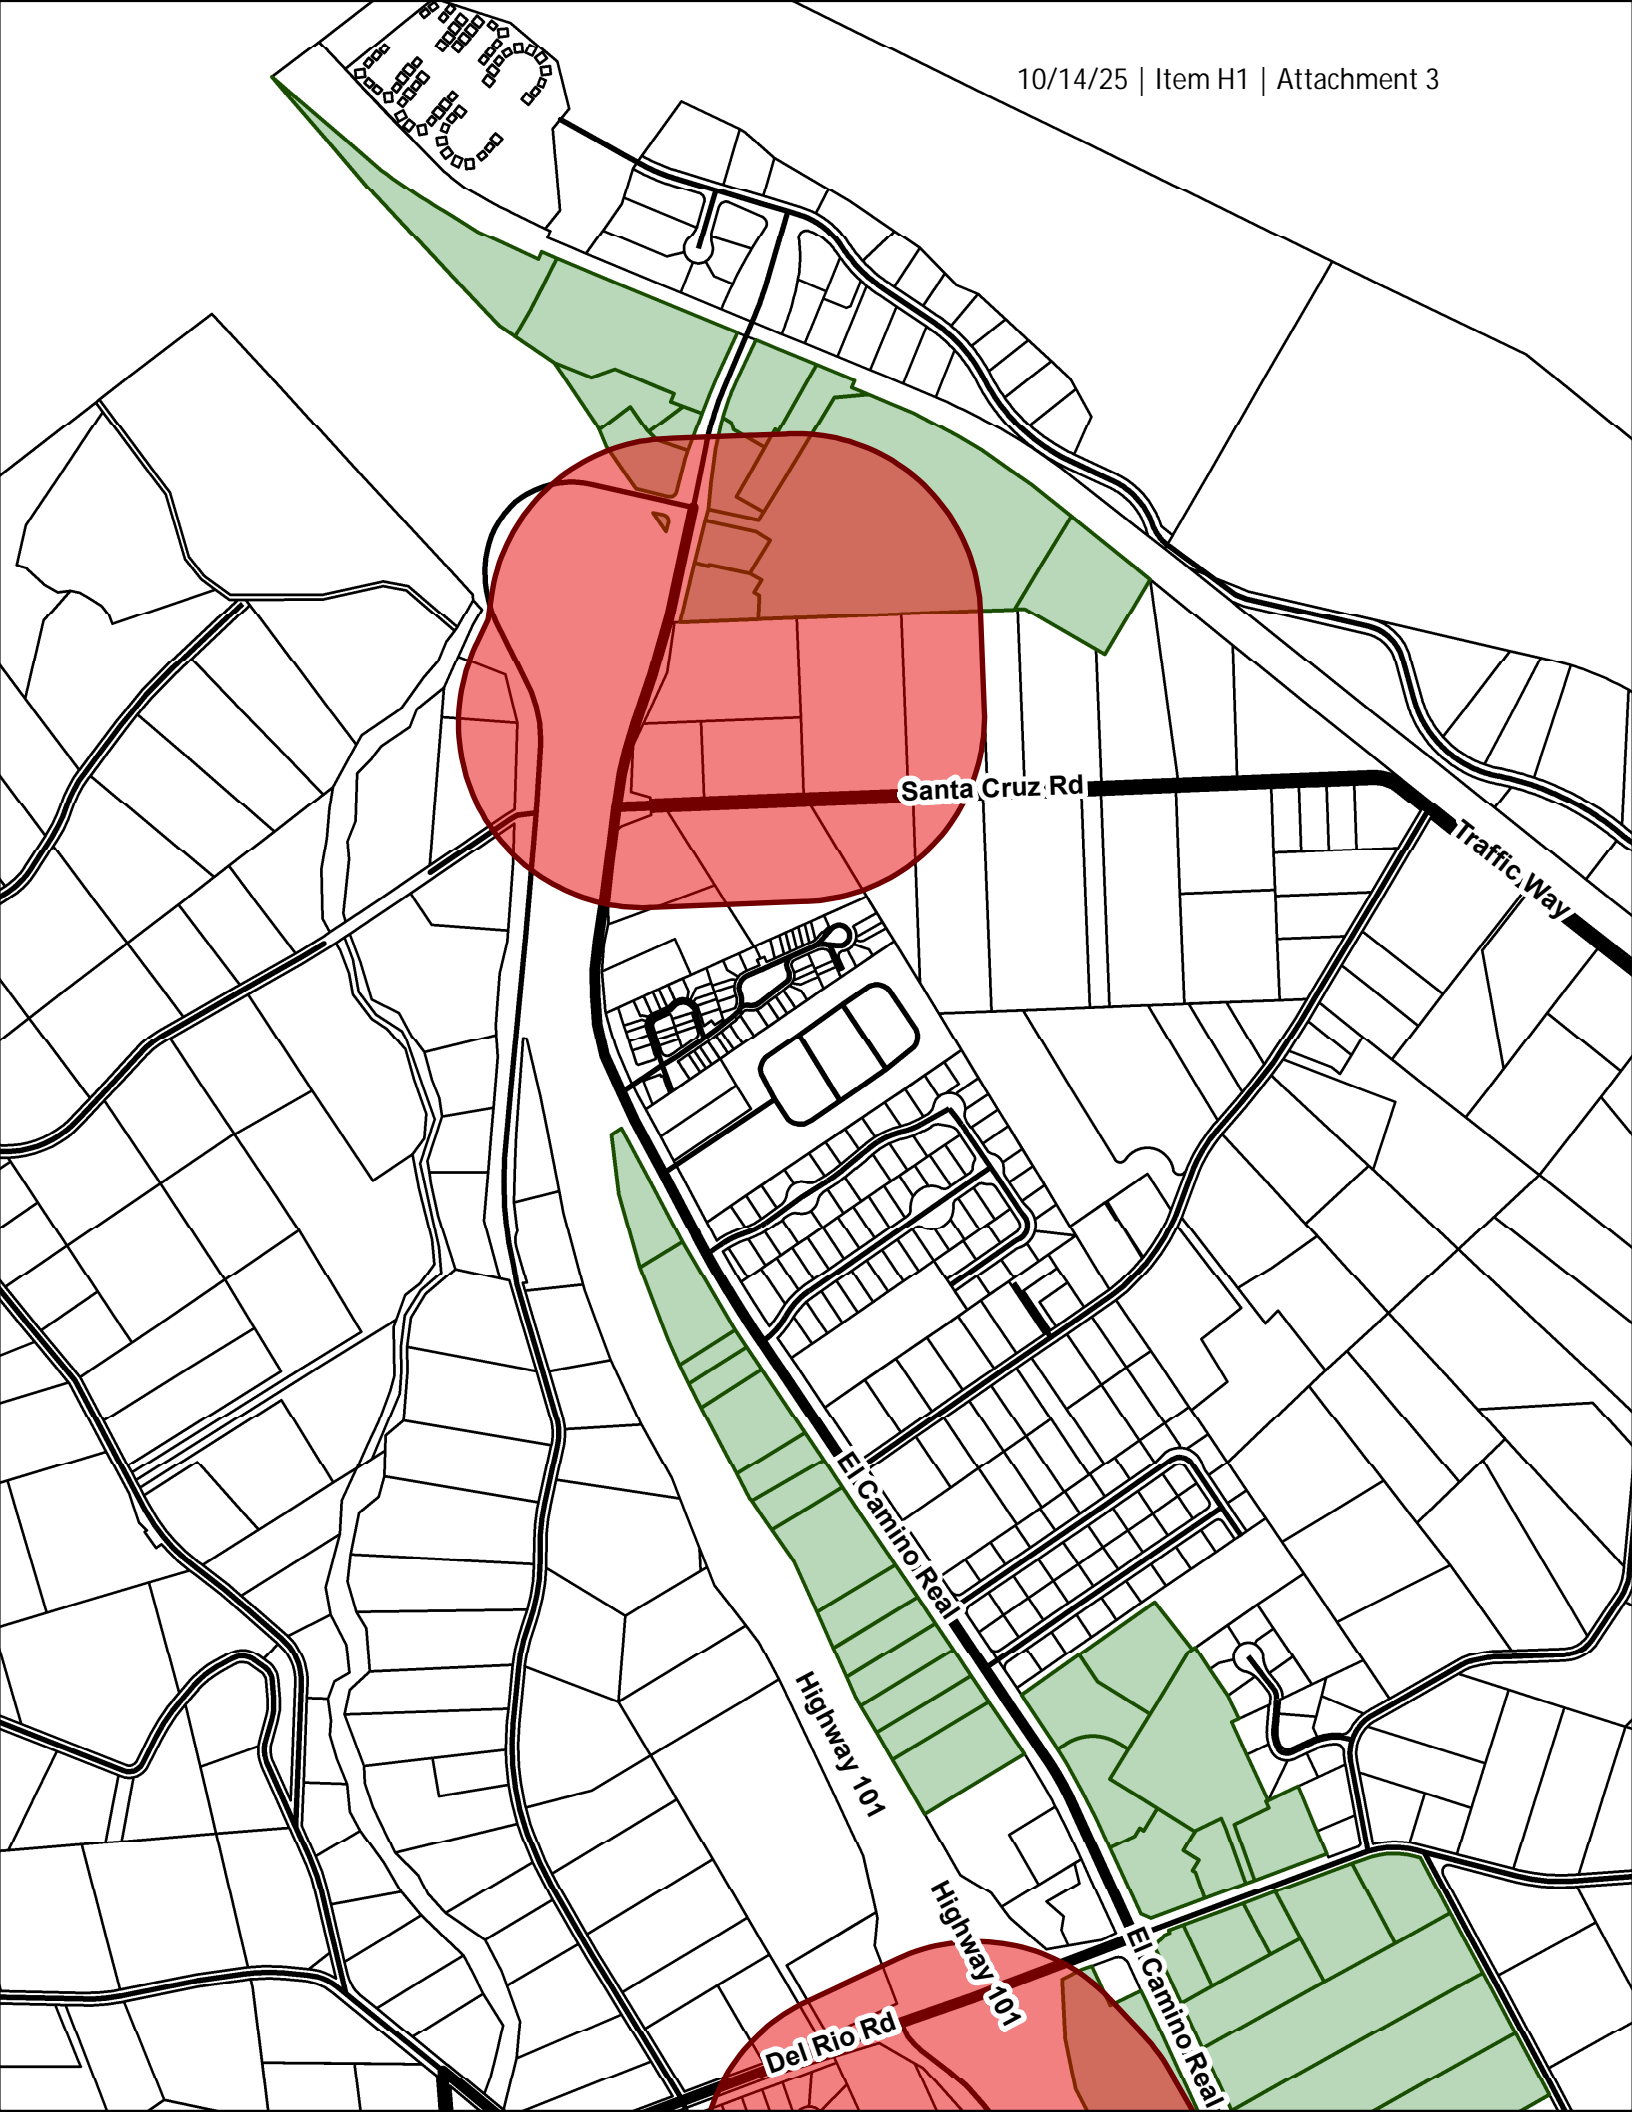 10/14/25 | Item H1 | Attachment 3
Santa Cruz Rd
Traffic Way
El Camino Real
Highway 101
Highway 101
El Camino Real
Del Rio Rd